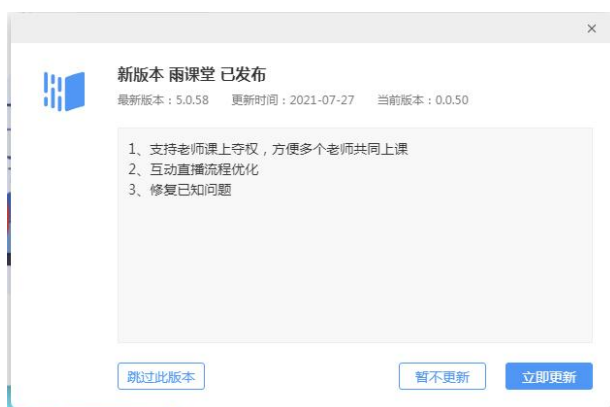 新版本 雨课堂 已发布
最新版本：5.0.58 更新时间：2021-07-27 当前版本：0.0.50
1、支持老师课上夺权，方便多个老师共同上课
2、互动直播流程优化
3、修复已知问题
跳过此版本 暂不更新 立即更新